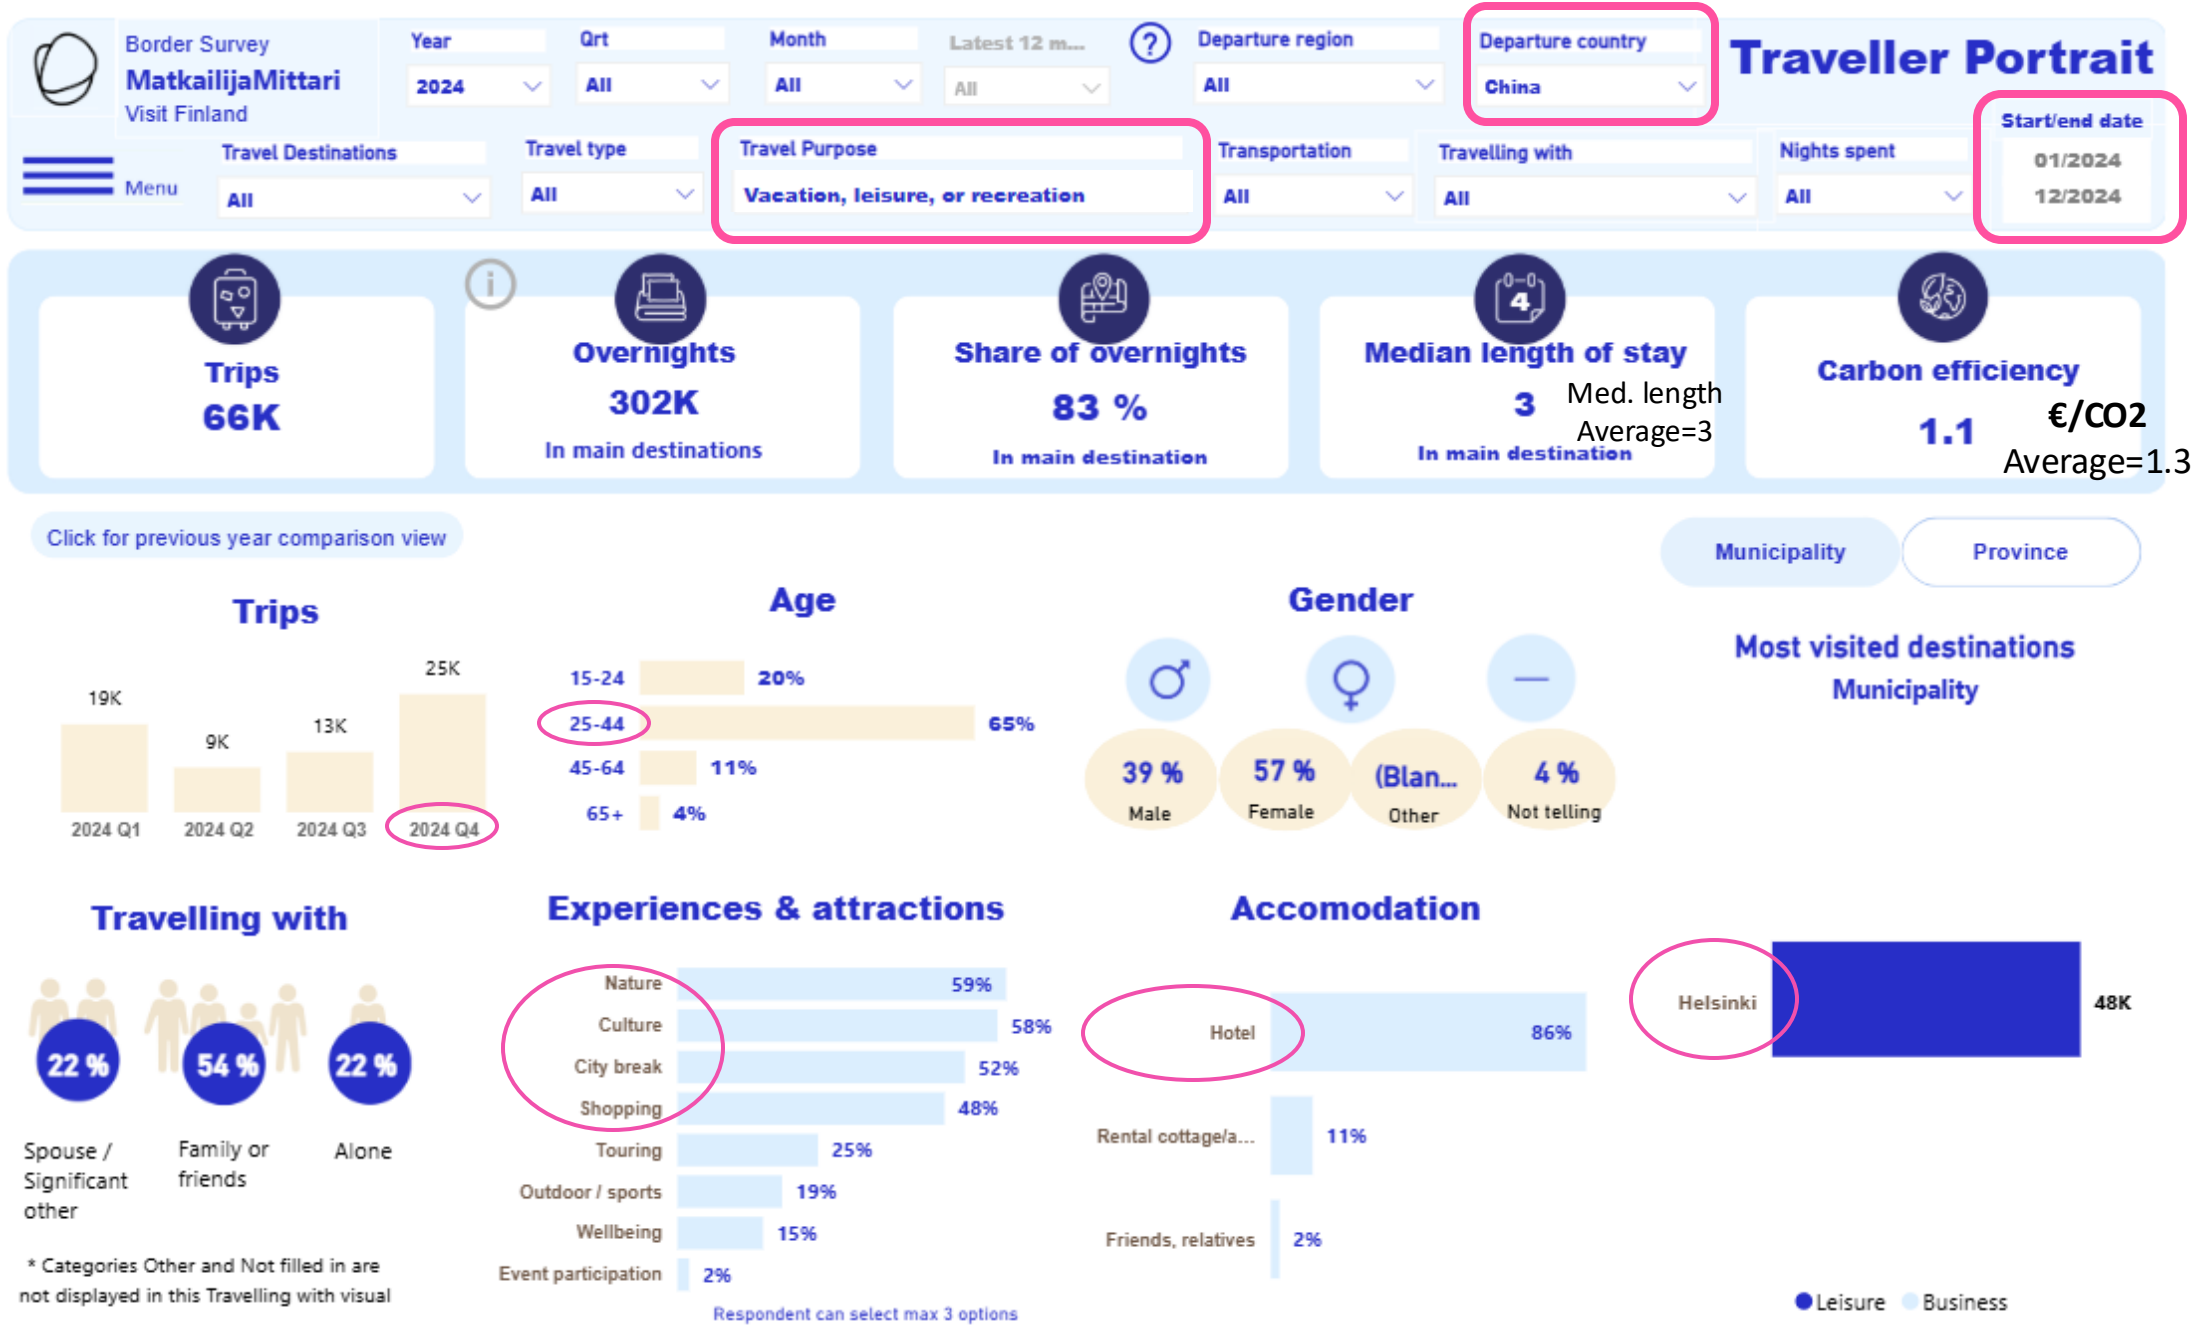 Border Survey
MatkailijaMittari
Visit Finland
Menu
Year
2024
Qrt
All
Month
All
Latest 12 m...
All
?
Departure region
All
Departure country
China
Traveller Portrait
Travel Destinations
All
Travel type
All
Travel Purpose
Vacation, leisure, or recreation
Transportation
All
Travelling with
All
Nights spent
All
Start/end date
01/2024
12/2024
Trips
66K
i
Overnights
302K
In main destinations
Share of overnights
83 %
In main destination
4
Median length of stay
3
Med. length
Average=3
In main destination
Carbon efficiency
1.1
€/CO2
Average=1.3
Click for previous year comparison view
Municipality
Province
Trips
19K
9K
13K
25K
2024 Q1
2024 Q2
2024 Q3
2024 Q4
Age
15-24 20%
25-44 65%
45-64 11%
65+ 4%
Gender
39 %
Male
57 %
Female
(Blan...
Other
4 %
Not telling
Most visited destinations
Municipality
Travelling with
22 %
54 %
22 %
Spouse /
Significant
other
Family or
friends
Alone
* Categories Other and Not filled in are
not displayed in this Travelling with visual
Experiences & attractions
Nature 59%
Culture 58%
City break 52%
Shopping 48%
Touring 25%
Outdoor / sports 19%
Wellbeing 15%
Event participation 2%
Respondent can select max 3 options
Accomodation
Hotel 86%
Rental cottage/a... 11%
Friends, relatives 2%
Helsinki 48K
Leisure Business